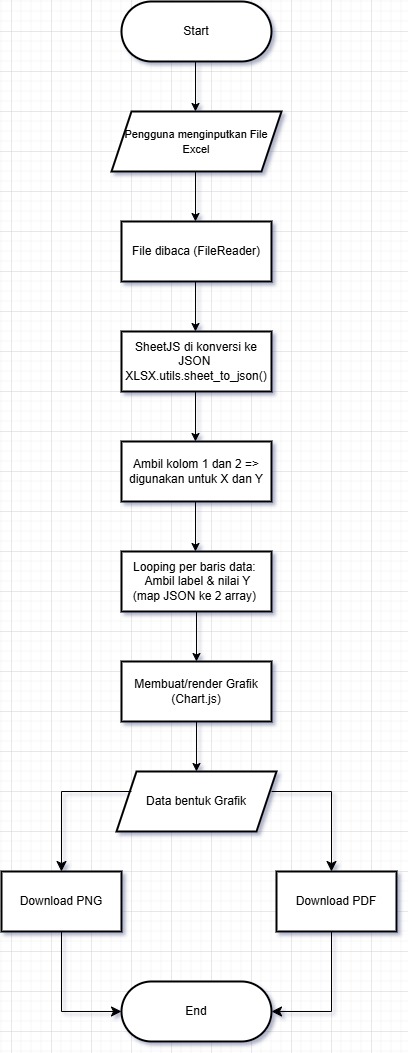 Start
Pengguna menginputkan File
Excel
File dibaca (FileReader)
SheetJS di konversi ke
JSON
XLSX.utils.sheet_to_json()
Ambil kolom 1 dan 2 =>
digunakan untuk X dan Y
Looping per baris data:
Ambil label & nilai Y
(map JSON ke 2 array)
Membuat/render Grafik
(Chart.js)
Data bentuk Grafik
Download PNG
Download PDF
End